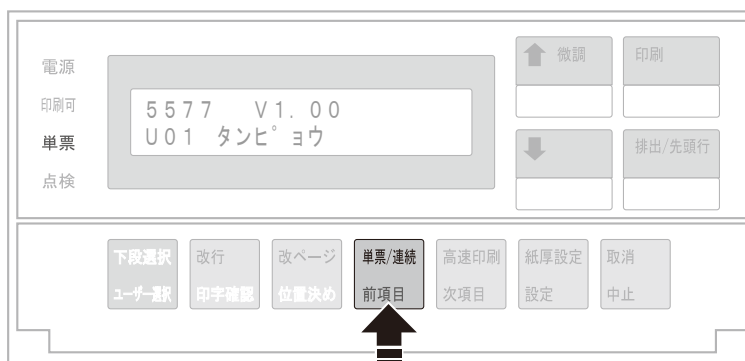 電源
印刷可
単票
点検
5577 V1.00
U01 タンピョウ
微調
印刷
排出/先頭行
下段選択
ユーザー選択
改行
印字確認
改ページ
位置決め
単票/連続
前項目
高速印刷
次項目
紙厚設定
設定
取消
中止